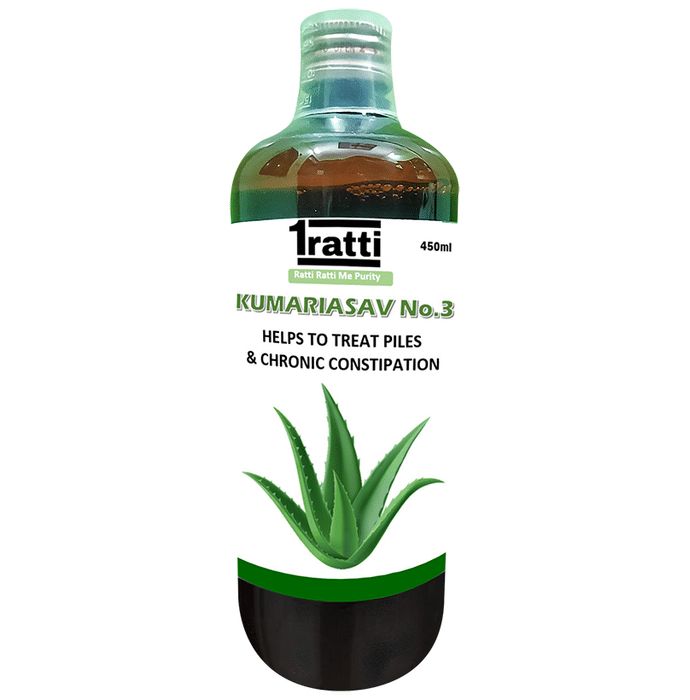 1ratti
450ml
Ratti Ratti Me Purity
KUMARIASAV No.3
HELPS TO TREAT PILES
& CHRONIC CONSTIPATION